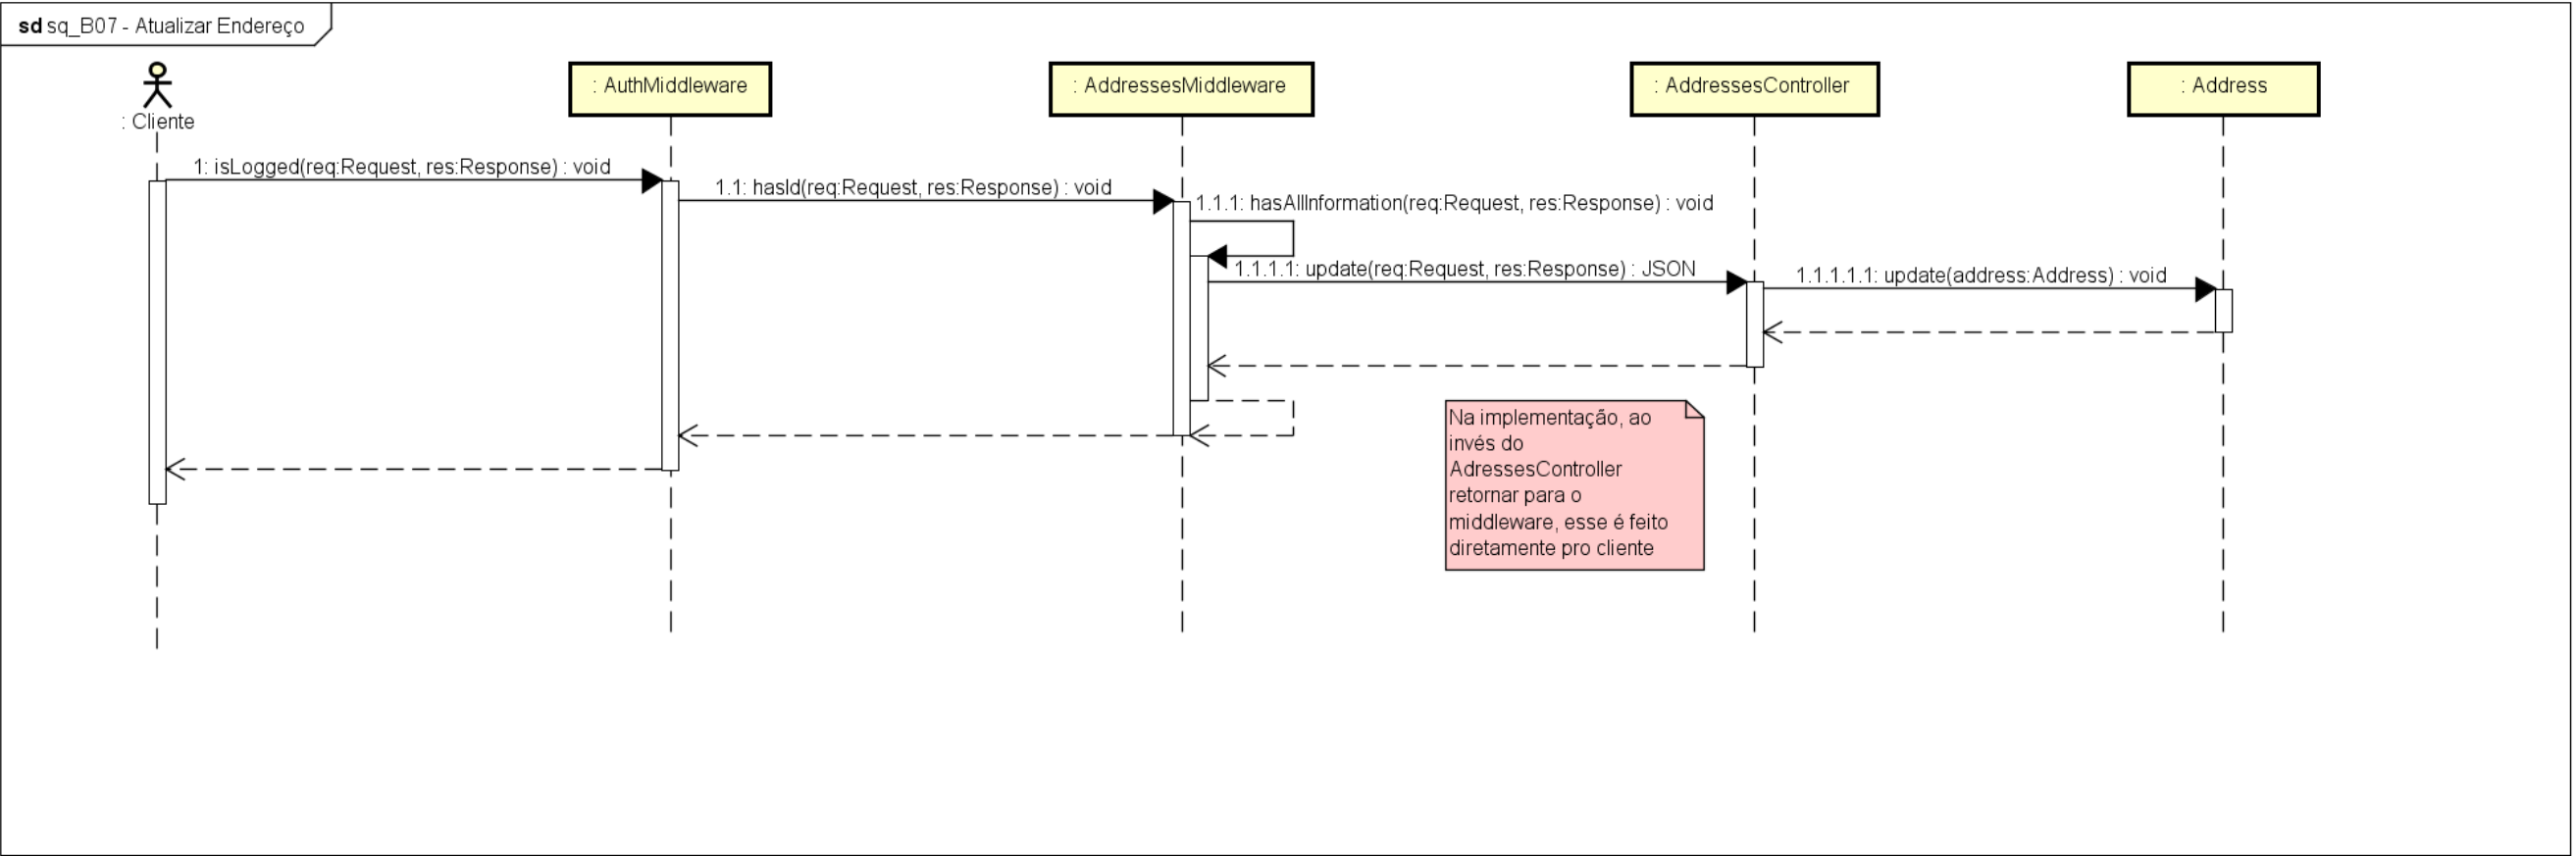 sd sq_B07 - Atualizar Endereço
: Cliente
: AuthMiddleware
: AddressesMiddleware
: AddressesController
: Address
1: isLogged(req:Request, res:Response) : void
1.1: hasId(req:Request, res:Response) : void
1.1.1: hasAllInformation(req:Request, res:Response) : void
1.1.1.1: update(req:Request, res:Response) : JSON
1.1.1.1.1: update(address:Address) : void
Na implementação, ao
invés do
AdressesController
retornar para o
middleware, esse é feito
diretamente pro cliente